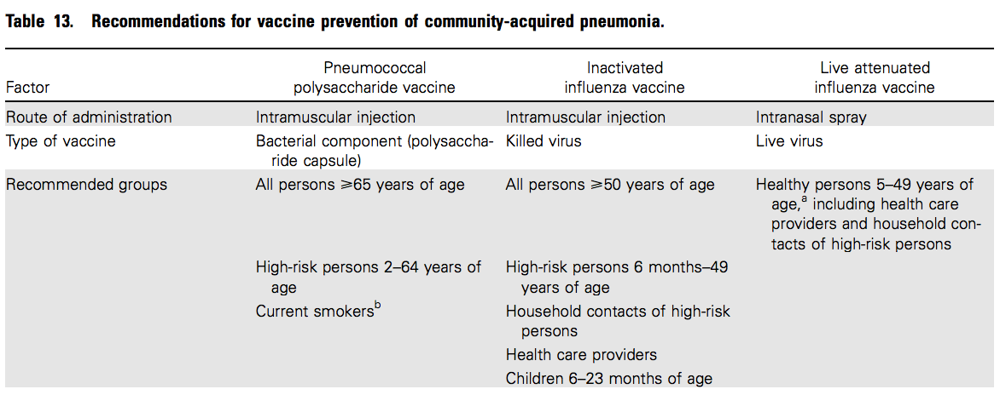 Table 13. Recommendations for vaccine prevention of community-acquired pneumonia.
Factor
Pneumococcal
polysaccharide vaccine
Inactivated
influenza vaccine
Live attenuated
influenza vaccine
Route of administration
Intramuscular injection
Intramuscular injection
Intranasal spray
Type of vaccine
Bacterial component (polysaccha-
ride capsule)
Killed virus
Live virus
Recommended groups
All persons ⩾65 years of age
All persons ⩾50 years of age
Healthy persons 5–49 years of
age,a including health care
providers and household con-
tacts of high-risk persons
High-risk persons 2–64 years of
age
High-risk persons 6 months–49
years of age
Current smokersb
Household contacts of high-risk
persons
Health care providers
Children 6–23 months of age